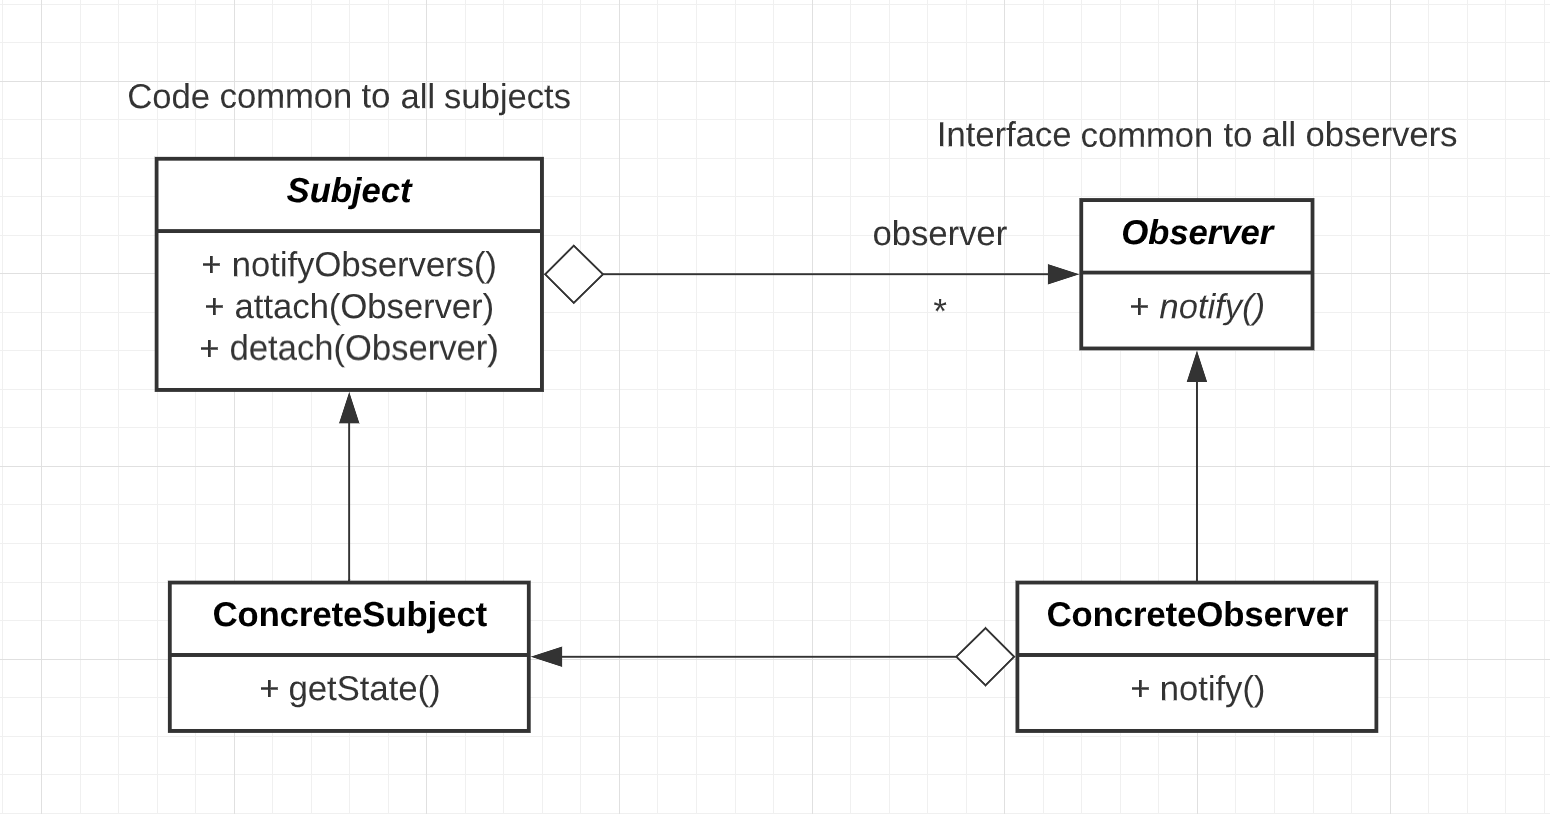 Code common to all subjects
Interface common to all observers
Subject
+ notifyObservers()
+ attach(Observer)
+ detach(Observer)
observer
*
Observer
+ notify()
ConcreteSubject
+ getState()
ConcreteObserver
+ notify()